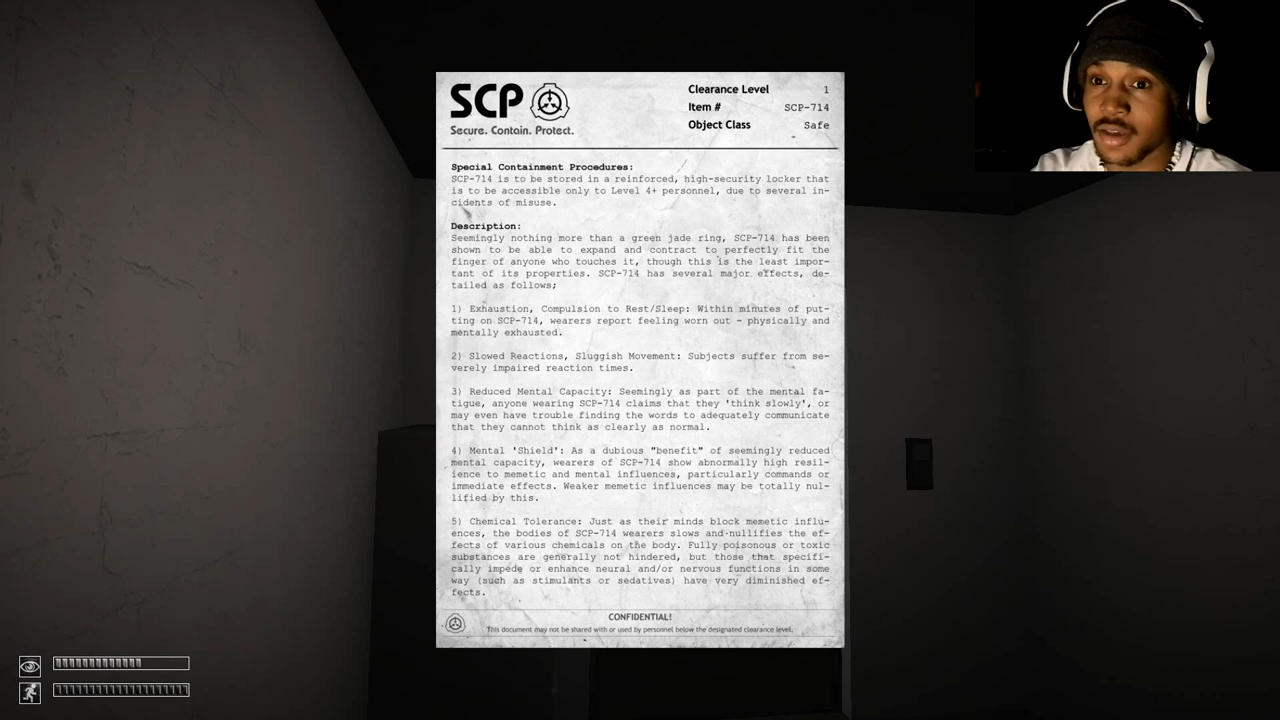 SCP
Secure. Contain. Protect.
Clearance Level 1
Item # SCP-714
Object Class Safe
Special Containment Procedures:
SCP-714 is to be stored in a reinforced, high-security locker that
is to be accessible only to Level 4+ personnel, due to several in-
cidents of misuse.
Description:
Seemingly nothing more than a green jade ring, SCP-714 has been
shown to be able to expand and contract to perfectly fit the
finger of anyone who touches it, though this is the least impor-
tant of its properties. SCP-714 has several major effects, de-
tailed as follows;
1) Exhaustion, Compulsion to Rest/Sleep: Within minutes of put-
ting on SCP-714, wearers report feeling worn out - physically and
mentally exhausted.
2) Slowed Reactions, Sluggish Movement: Subjects suffer from se-
verely impaired reaction times.
3) Reduced Mental Capacity: Seemingly as part of the mental fa-
tigue, anyone wearing SCP-714 claims that they 'think slowly', or
may even have trouble finding the words to adequately communicate
that they cannot think as clearly as normal.
4) Mental 'Shield': As a dubious "benefit" of seemingly reduced
mental capacity, wearers of SCP-714 show abnormally high resil-
ience to memetic and mental influences, particularly commands or
immediate effects. Weaker memetic influences may be totally nul-
lified by this.
5) Chemical Tolerance: Just as their minds block memetic influ-
ences, the bodies of SCP-714 wearers slows and nullifies the ef-
fects of various chemicals on the body. Fully poisonous or toxic
substances are generally not hindered, but those that specifi-
cally impede or enhance neural and/or nervous functions in some
way (such as stimulants or sedatives) have very diminished ef-
fects.
CONFIDENTIAL!
This document may not be shared with or used by personnel below the designated clearance level.